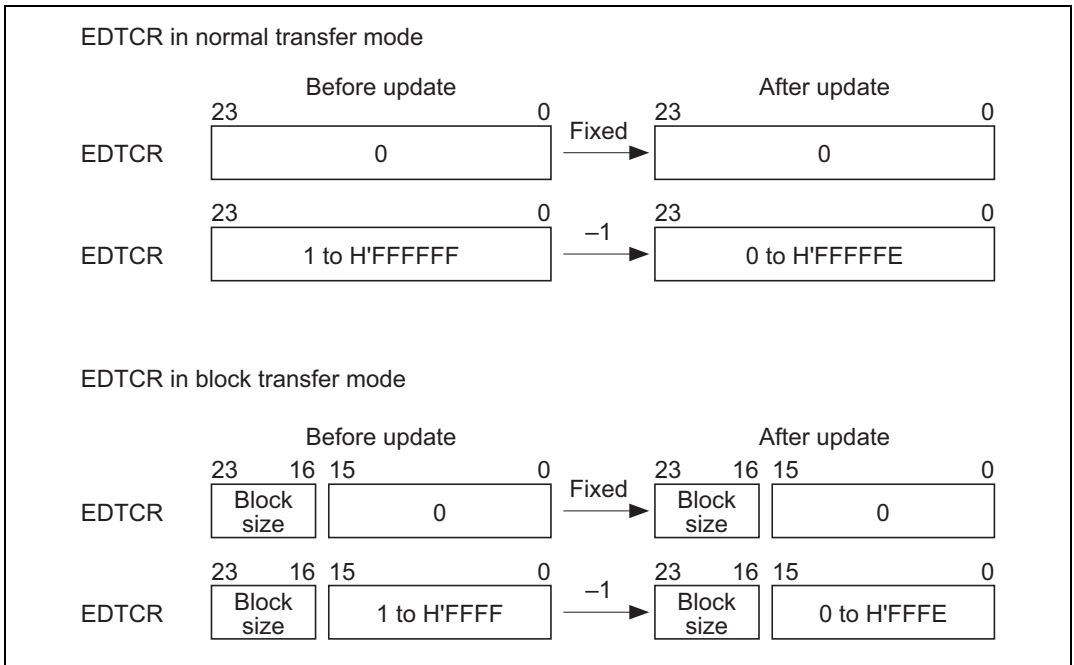 EDTCR in normal transfer mode
Before update After update
23 0 Fixed 23 0
EDTCR 0 0
23 0 –1 23 0
EDTCR 1 to H'FFFFFF 0 to H'FFFFFE
EDTCR in block transfer mode
Before update After update
23 16 15 0 Fixed 23 16 15 0
EDTCR Block size 0 Block size 0
23 16 15 0 –1 23 16 15 0
EDTCR Block size 1 to H'FFFF Block size 0 to H'FFFE